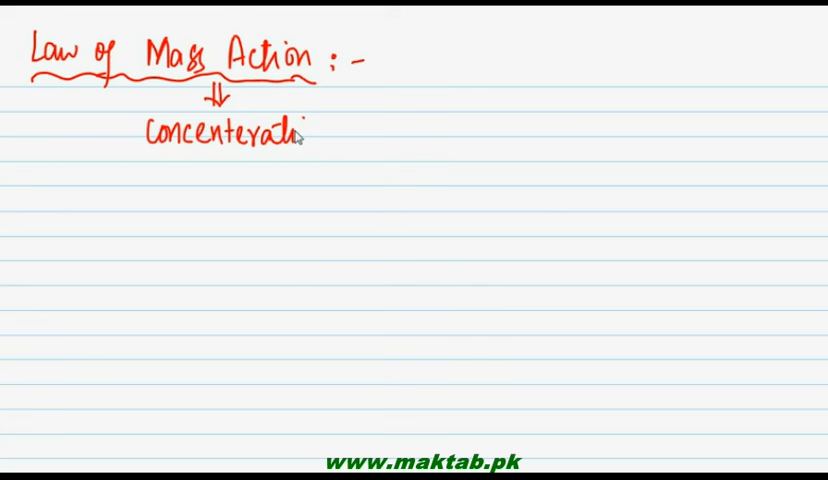 Law of Mass Action :-
⇓
Concenterati
www.maktab.pk